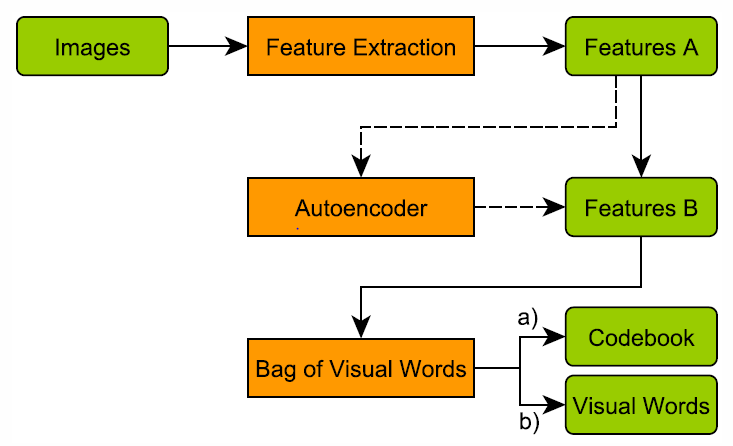 Images
Feature Extraction
Features A
Autoencoder
Features B
Bag of Visual Words
a)
Codebook
b)
Visual Words